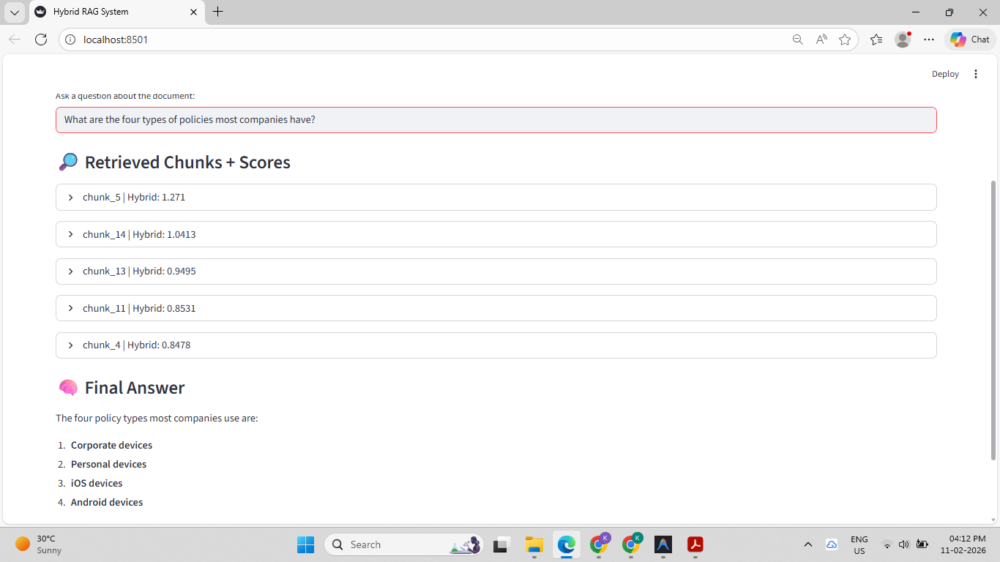 Hybrid RAG System
localhost:8501
Chat
Deploy
Ask a question about the document:
What are the four types of policies most companies have?
Retrieved Chunks + Scores
chunk_5 | Hybrid: 1.271
chunk_14 | Hybrid: 1.0413
chunk_13 | Hybrid: 0.9495
chunk_11 | Hybrid: 0.8531
chunk_4 | Hybrid: 0.8478
Final Answer
The four policy types most companies use are:
1. Corporate devices
2. Personal devices
3. iOS devices
4. Android devices
30°C
Sunny
Search
K
K
ENG
US
04:12 PM
11-02-2026